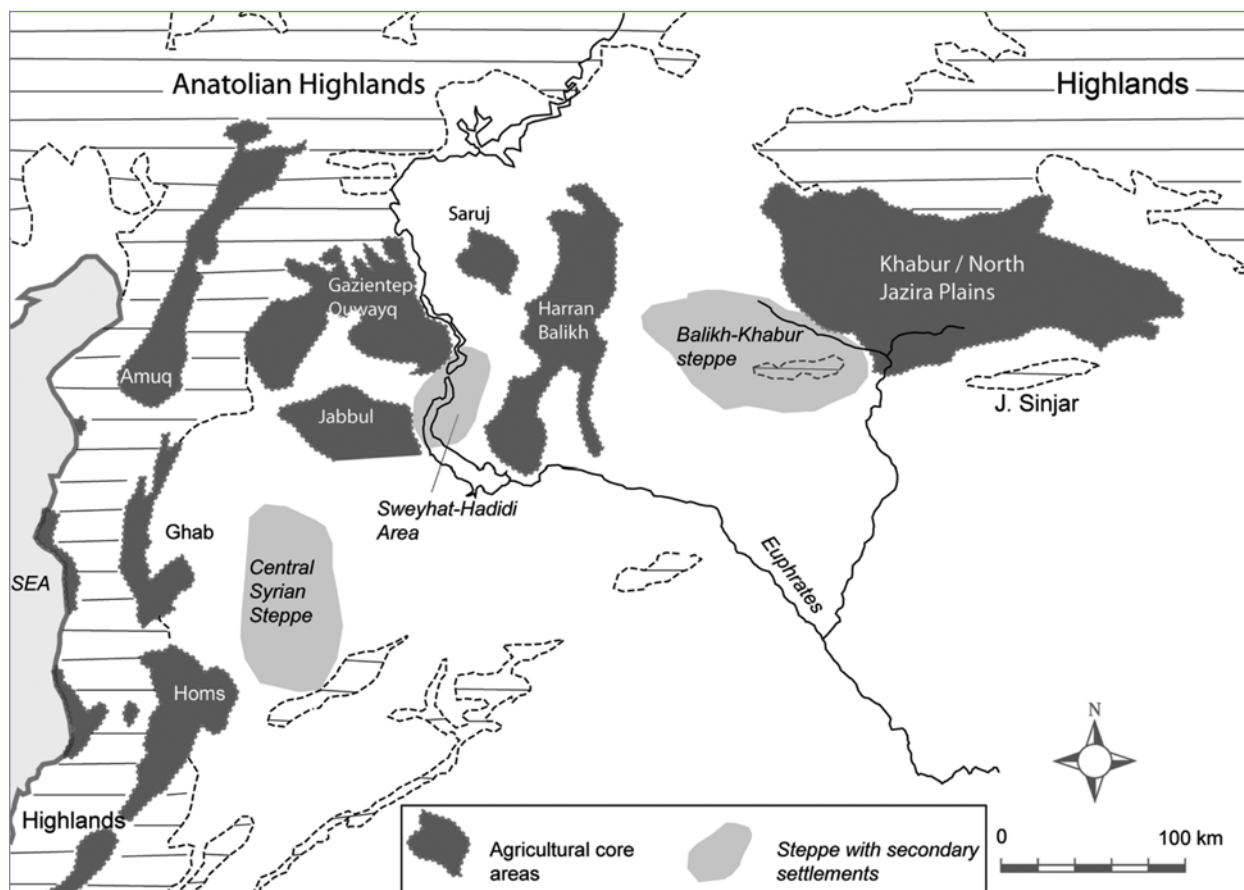 Anatolian Highlands
Highlands
Saruj
Gazientep
Quwayq
Harran
Balikh
Khabur / North
Jazira Plains
Balikh-Khabur
steppe
Amuq
Jabbul
J. Sinjar
Sweyhat-Hadidi
Area
Ghab
Central
Syrian
Steppe
SEA
Euphrates
Homs
N
Highlands
Agricultural core
areas
Steppe with secondary
settlements
0 100 km